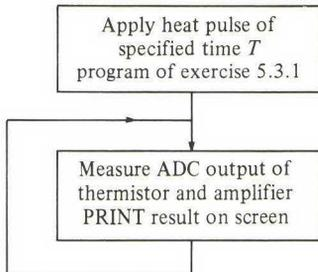 Apply heat pulse of
specified time T
program of exercise 5.3.1
Measure ADC output of
thermistor and amplifier
PRINT result on screen